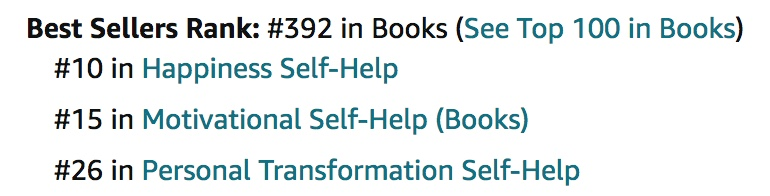 Best Sellers Rank: #392 in Books (See Top 100 in Books)
#10 in Happiness Self-Help
#15 in Motivational Self-Help (Books)
#26 in Personal Transformation Self-Help